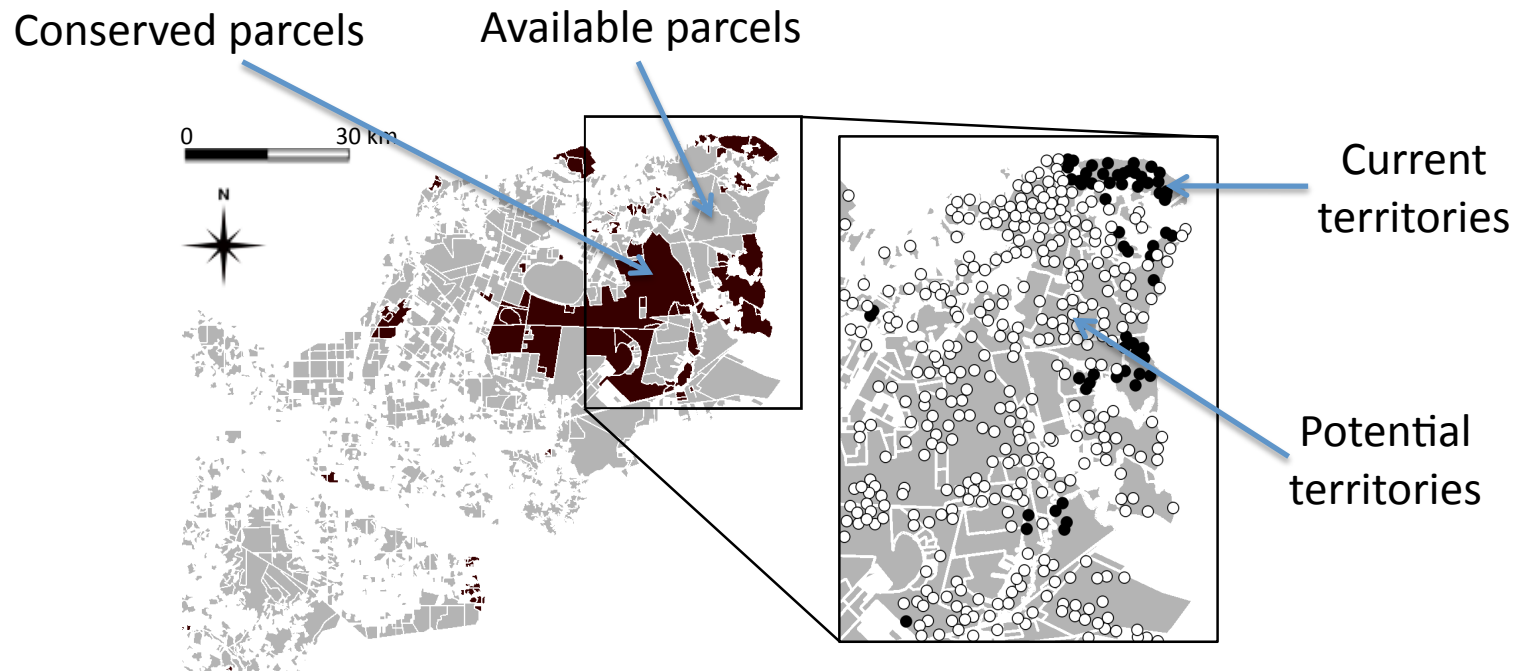 Conserved parcels
Available parcels
0 30 km
N
Current
territories
Potential
territories